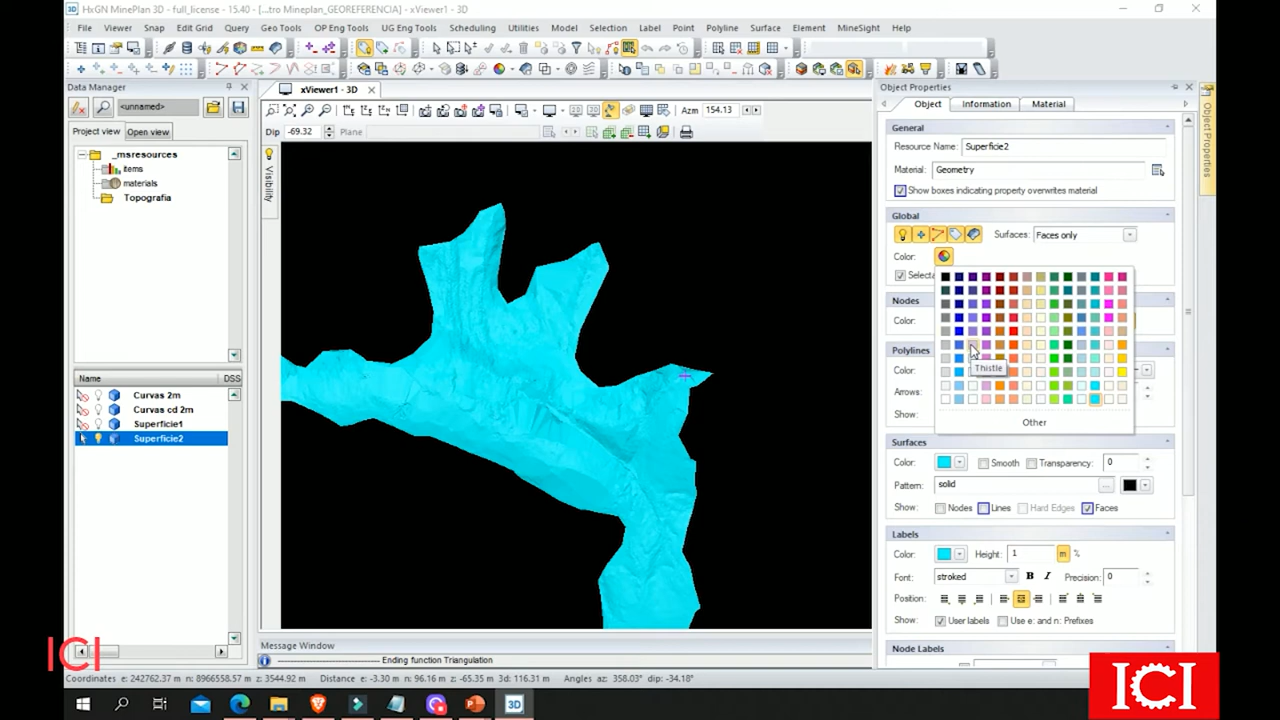 HxGN MinePlan 3D - full_license - 15.40 - [...tro Mineplan_GEOREFERENCIA] - xViewer1 - 3D
File Viewer Snap Edit Grid Query Geo Tools OP Eng Tools UG Eng Tools Selection Scheduling Utilities Model Label Point Polyline Surface Element MineSight Help
Data Manager
<unnamed>
Project view Open view
_msresources
items
materials
Topografia
Name DSS
Curvas 2m
Curvas cd 2m
Superficie1
Superficie2
xViewer1 - 3D
Azm 154.13
Dip -69.32 Plane
Visibility
Message Window
Ending function Triangulation
Object Properties
Object Information Material
General
Resource Name: Superficie2
Material: Geometry
Show boxes indicating property overwrites material
Global
Surfaces: Faces only
Color:
Selecta
Nodes
Color:
Polylines
Color:
Arrows:
Show:
Thistle
Other
Surfaces
Color: Smooth Transparency: 0
Pattern: solid ...
Show: Nodes Lines Hard Edges Faces
Labels
Color: Height: 1 m %
Font: stroked B I Precision: 0
Position:
Show: User labels Use e: and n: Prefixes
Node Labels
Object Properties
Coordinates e: 242762.37 m n: 8966558.57 m z: 3544.92 m Distance e: -3.30 m n: 96.16 m -65.35 m 3d: 116.31 m Angles az: 358.03° dip: -34.18°
ICI
3D
ICI